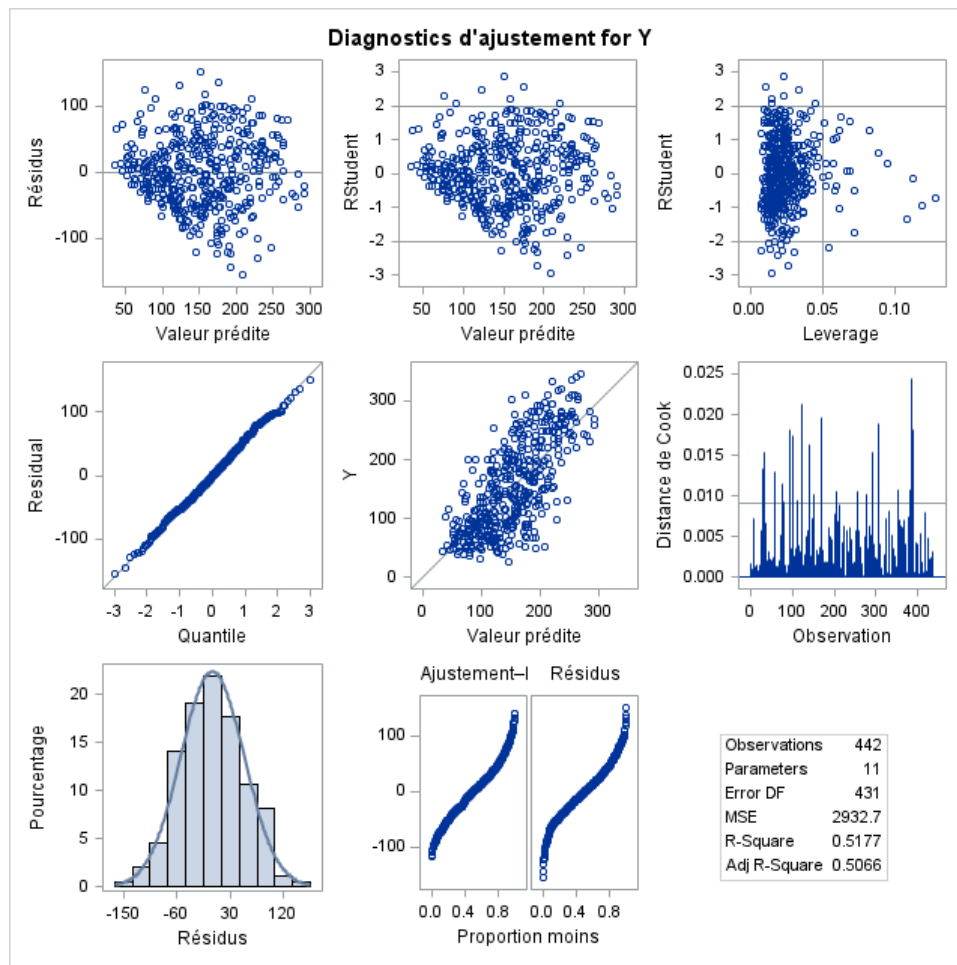 Diagnostics d'ajustement for Y
Résidus
100
0
-100
50 100 150 200 250 300
Valeur prédite
RStudent
3
2
1
0
-1
-2
-3
50 100 150 200 250 300
Valeur prédite
RStudent
3
2
1
0
-1
-2
-3
0.00 0.05 0.10
Leverage
Residual
100
0
-100
-3 -2 -1 0 1 2 3
Quantile
Y
300
200
100
0
0 100 200 300
Valeur prédite
Distance de Cook
0.025
0.020
0.015
0.010
0.005
0.000
0 100 200 300 400
Observation
Pourcentage
20
15
10
5
0
-150 -60 30 120
Résidus
Ajustement–l Résidus
100
0
-100
0.0 0.4 0.8 0.0 0.4 0.8
Proportion moins
Observations 442
Parameters 11
Error DF 431
MSE 2932.7
R-Square 0.5177
Adj R-Square 0.5066